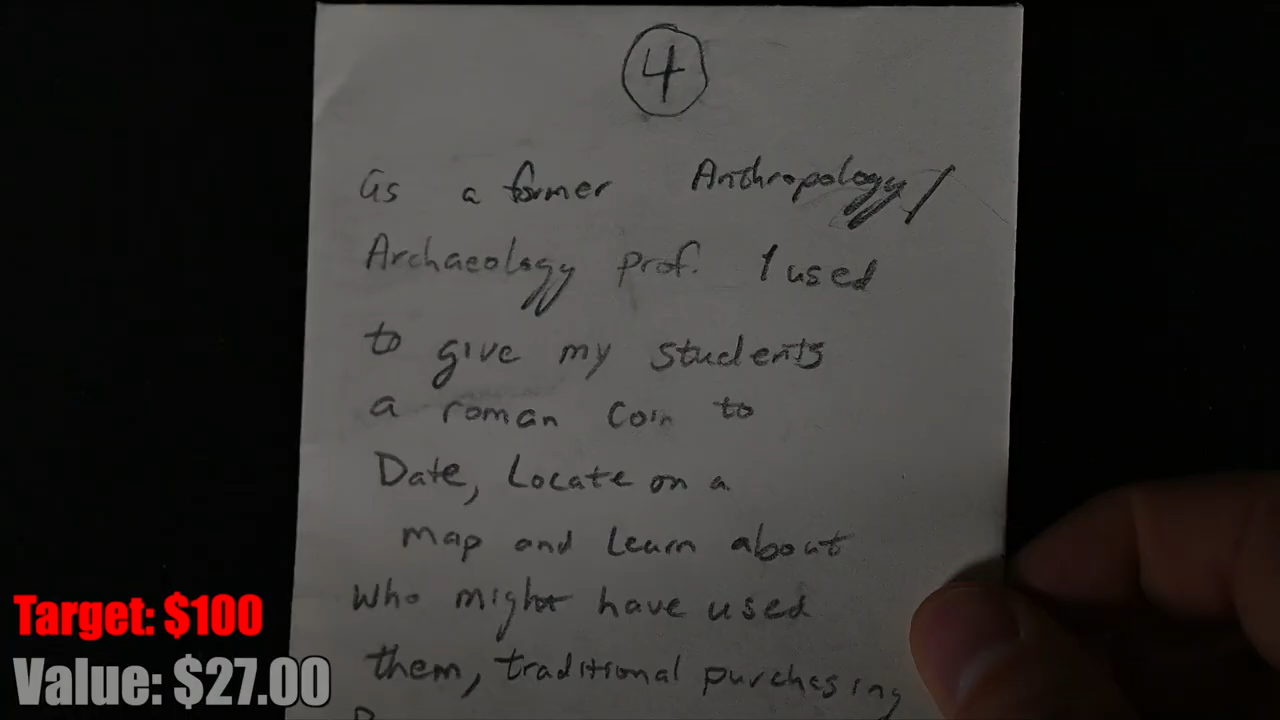 4
as a former Anthropology/
Archaeology prof. I used
to give my students
a roman coin to
Date, Locate on a
map and learn about
who might have used
them, traditional purchasing
Target: $100
Value: $27.00